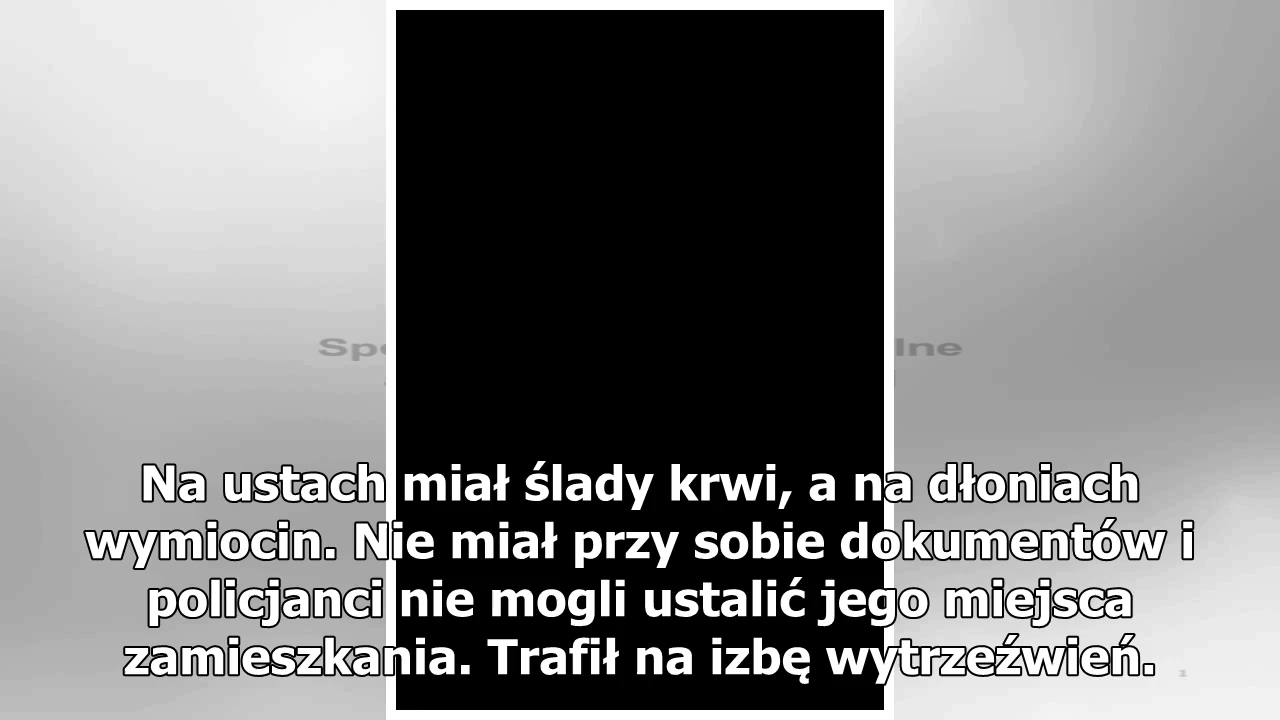 Na ustach miał ślady krwi, a na dłoniach
wymiocin. Nie miał przy sobie dokumentów i
policjanci nie mogli ustalić jego miejsca
zamieszkania. Trafił na izbę wytrzeźwień.